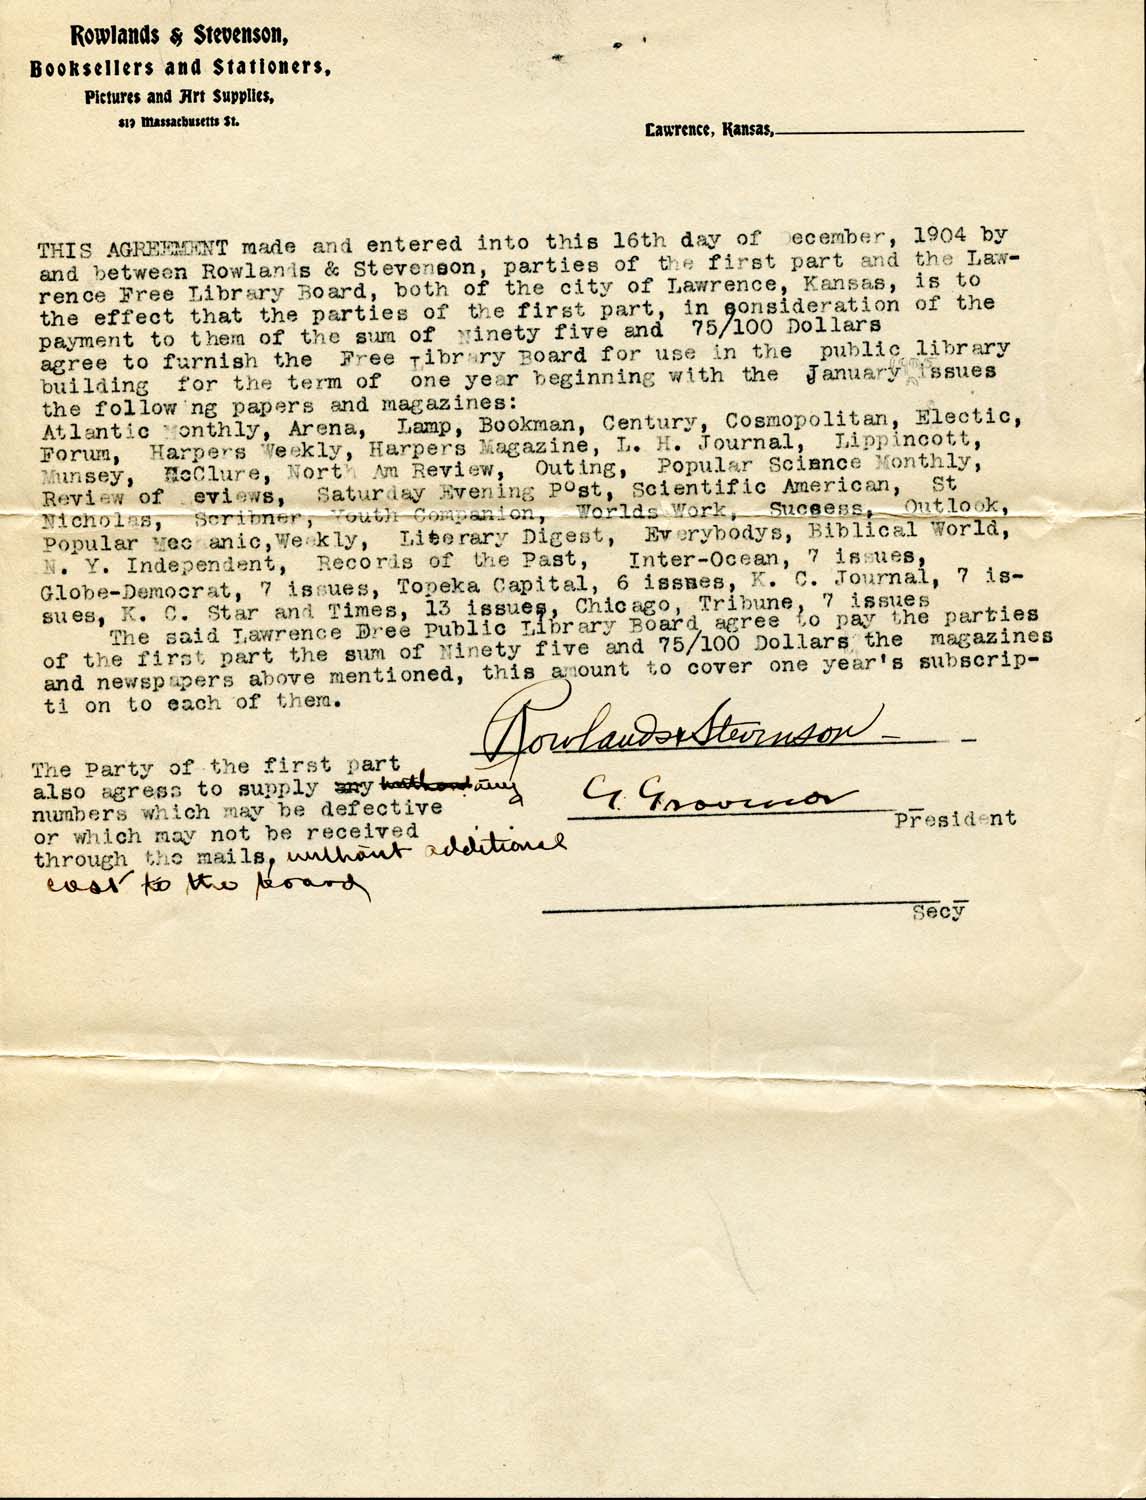 Rowlands & Stevenson,
Booksellers and Stationers,
Pictures and Art Supplies,
819 Massachusetts St.
Lawrence, Kansas,
THIS AGREEMENT made and entered into this 16th day of ecember, 1904 by
and between Rowlands & Stevenson, parties of the first part and the Law-
rence Free Library Board, both of the city of Lawrence, Kansas, is to
the effect that the parties of the first part, in consideration of the
payment to them of the sum of Ninety five and 75/100 Dollars
agree to furnish the Free Library Board for use in the public library
building for the term of one year beginning with the January issues
the following papers and magazines:
Atlantic Monthly, Arena, Lamp, Bookman, Century, Cosmopolitan, Electic,
Forum, Harpers Weekly, Harpers Magazine, L. H. Journal, Lippincott,
Munsey, McClure, North Am Review, Outing, Popular Science Monthly,
Review of eviews, Saturday Evening Post, Scientific American, St
Nicholas, Scribner, Youth Companion, Worlds Work, Sucsess, Outlook,
Popular Mechanic,Weekly, Literary Digest, Everybodys, Biblical World,
N. Y. Independent, Records of the Past, Inter-Ocean, 7 issues,
Globe-Democrat, 7 issues, Topeka Capital, 6 issues, K. C. Journal, 7 is-
sues, K. C. Star and Times, 13 issues, Chicago, Tribune, 7 issues
The said Lawrence Free Public Library Board agree to pay the parties
of the first part the sum of Ninety five and 75/100 Dollars the magazines
and newspapers above mentioned, this amount to cover one year's subscrip-
ti on to each of them.
Rowlands & Stevenson
The Party of the first part
also agress to supply any without any
numbers which may be defective
G. Grovenor
President
or which may not be received
through the mails, without additional
cost to the board
Secy